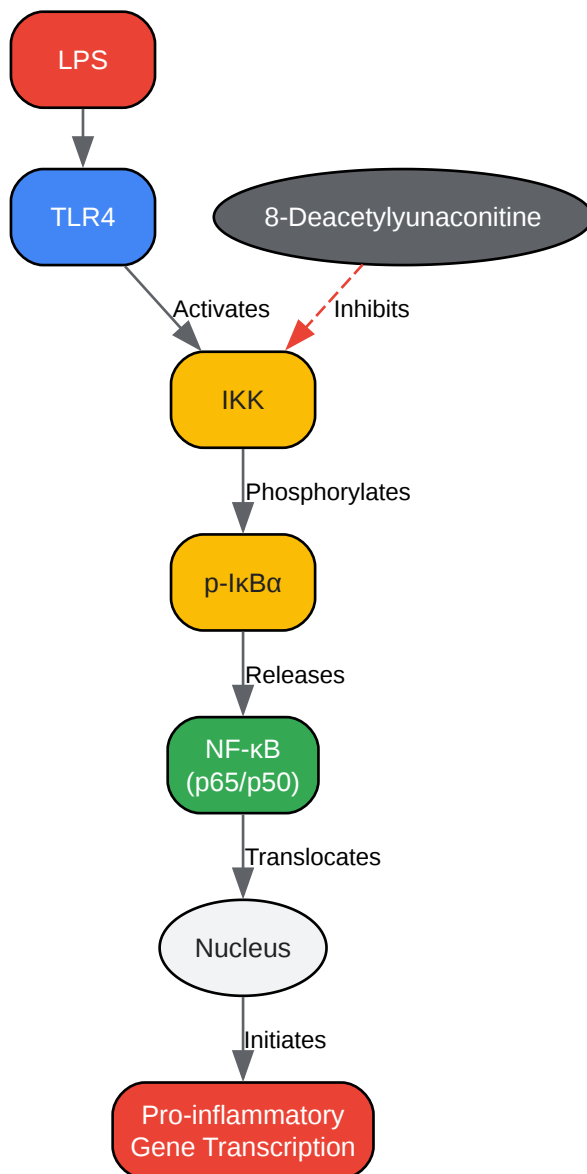 LPS
TLR4
8-Deacetylyunaconitine
Activates
Inhibits
IKK
Phosphorylates
p-IκBα
Releases
NF-κB
(p65/p50)
Translocates
Nucleus
Initiates
Pro-inflammatory
Gene Transcription